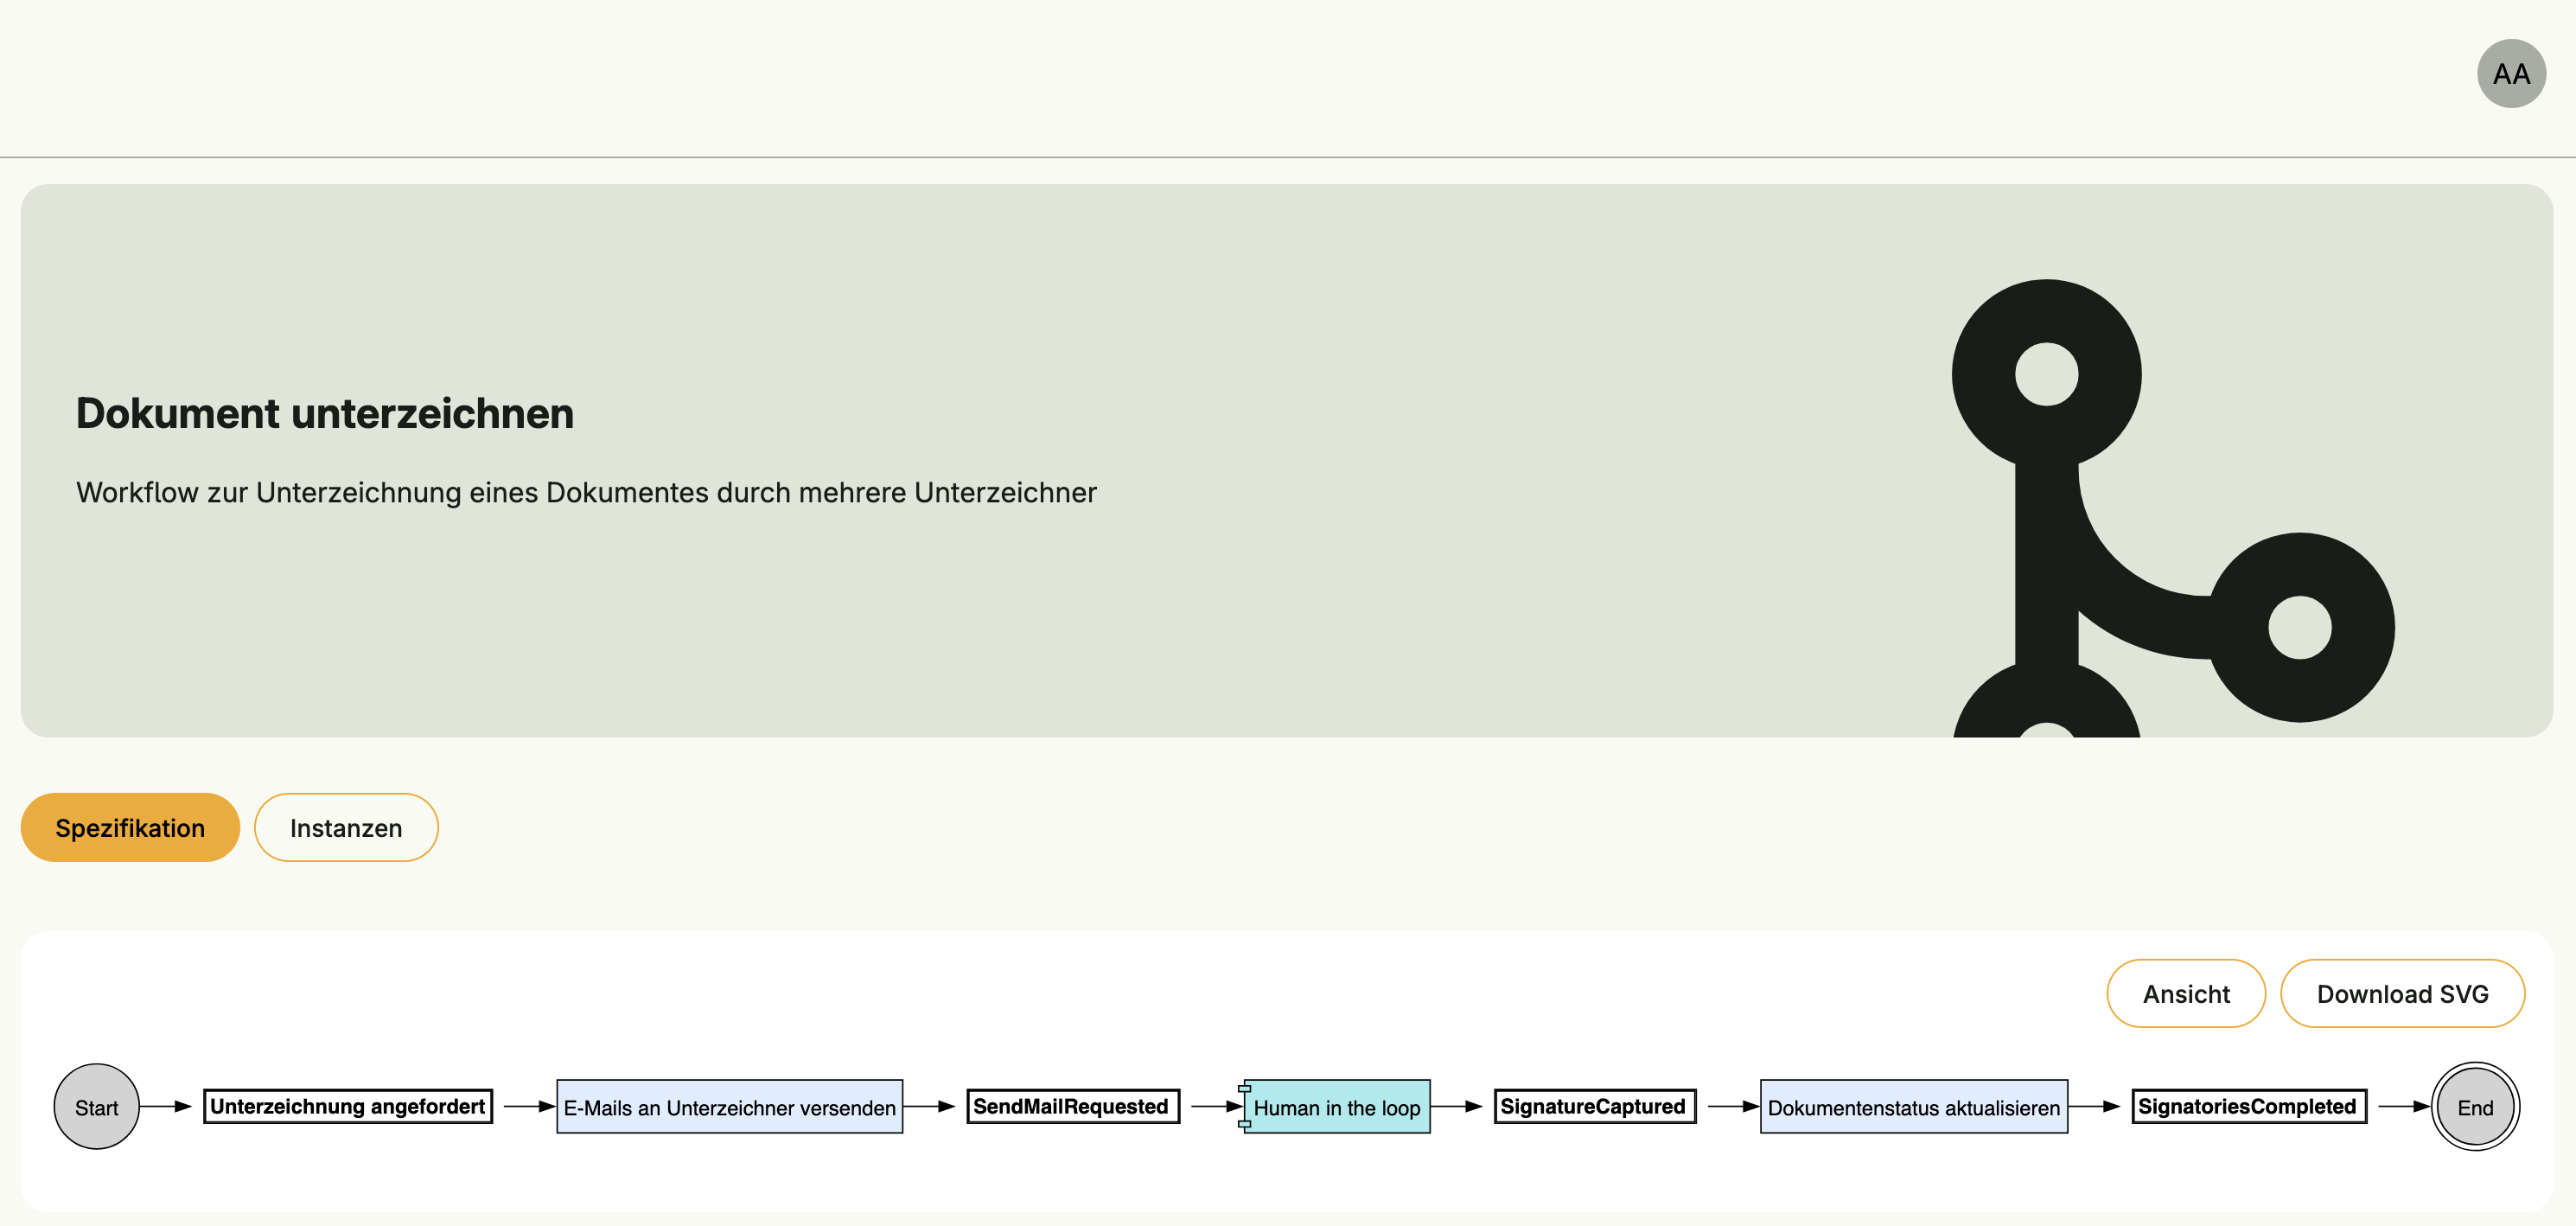 AA
Dokument unterzeichnen
Workflow zur Unterzeichnung eines Dokumentes durch mehrere Unterzeichner
Spezifikation
Instanzen
Ansicht
Download SVG
Start
Unterzeichnung angefordert
E-Mails an Unterzeichner versenden
SendMailRequested
Human in the loop
SignatureCaptured
Dokumentenstatus aktualisieren
SignatoriesCompleted
End